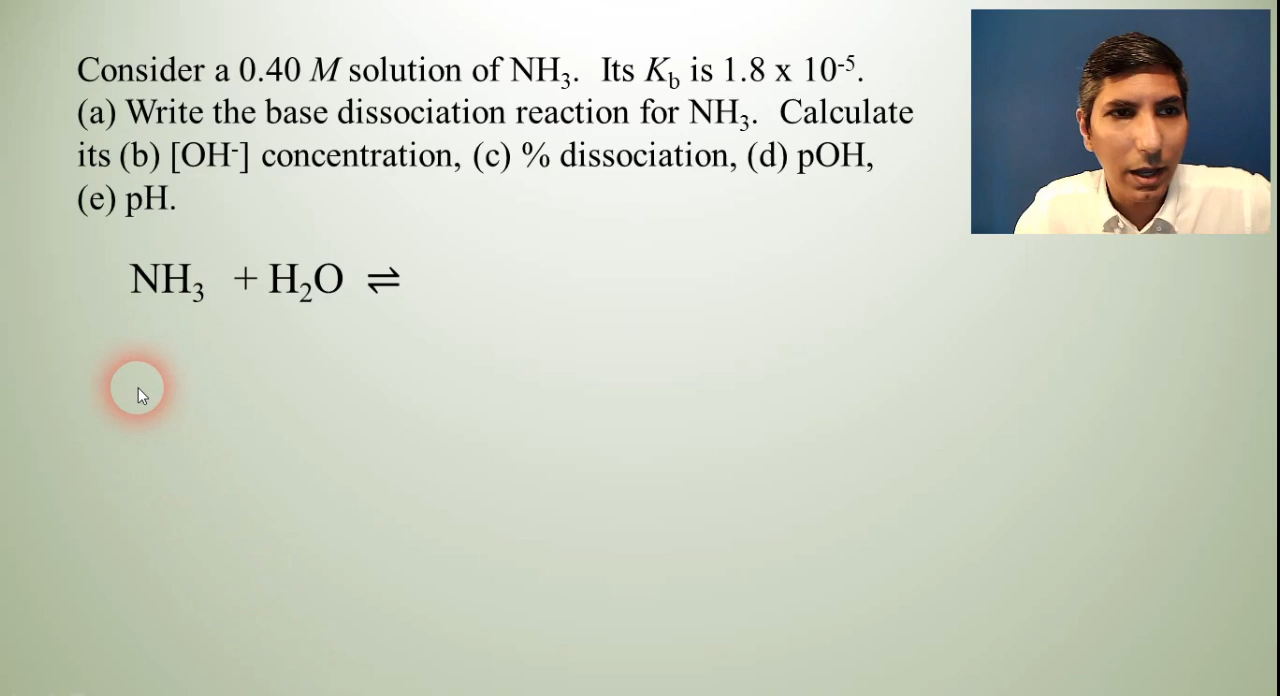 Consider a 0.40 M solution of NH₃. Its K_b is 1.8 x 10⁻⁵.
(a) Write the base dissociation reaction for NH₃. Calculate
its (b) [OH⁻] concentration, (c) % dissociation, (d) pOH,
(e) pH.
NH₃ + H₂O ⇌